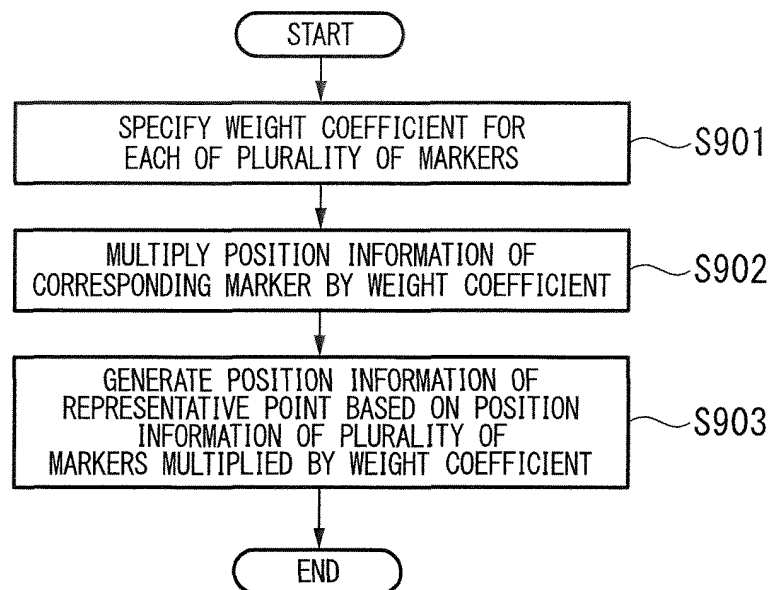 START
SPECIFY WEIGHT COEFFICIENT FOR
EACH OF PLURALITY OF MARKERS
S901
MULTIPLY POSITION INFORMATION OF
CORRESPONDING MARKER BY WEIGHT COEFFICIENT
S902
GENERATE POSITION INFORMATION OF
REPRESENTATIVE POINT BASED ON POSITION
INFORMATION OF PLURALITY OF
MARKERS MULTIPLIED BY WEIGHT COEFFICIENT
S903
END